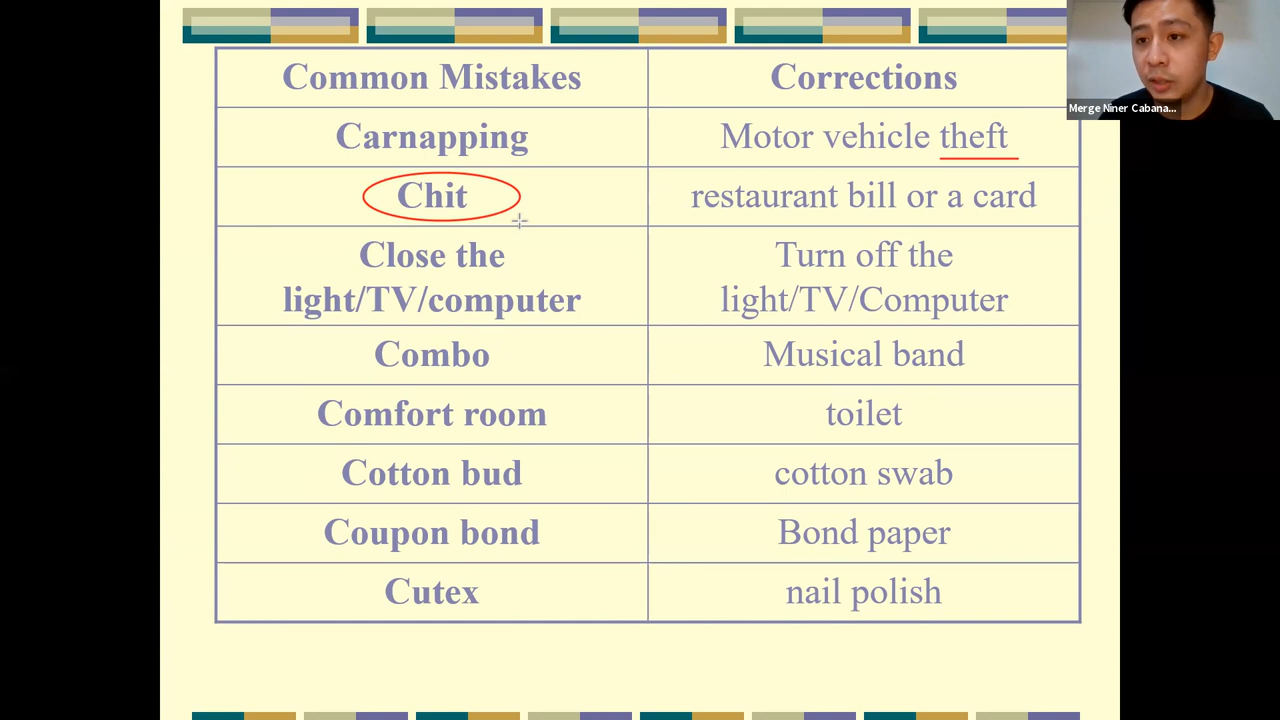 Common Mistakes
Corrections
Carnapping
Motor vehicle theft
Chit
restaurant bill or a card
Close the
light/TV/computer
Turn off the
light/TV/Computer
Combo
Musical band
Comfort room
toilet
Cotton bud
cotton swab
Coupon bond
Bond paper
Cutex
nail polish
Merge Niner Cabana...